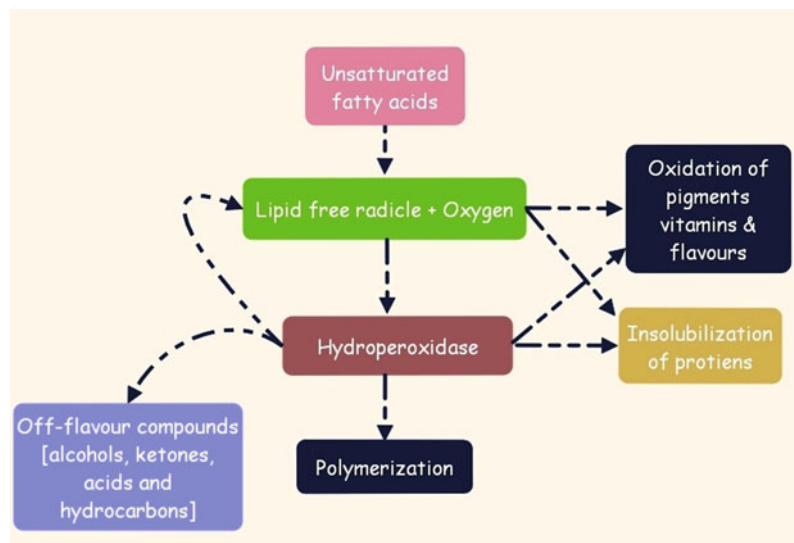 Unsatturated
fatty acids
Lipid free radicle + Oxygen
Oxidation of
pigments
vitamins &
flavours
Hydroperoxidase
Insolubilization
of protiens
Off-flavour compounds
[alcohols, ketones,
acids and
hydrocarbons]
Polymerization